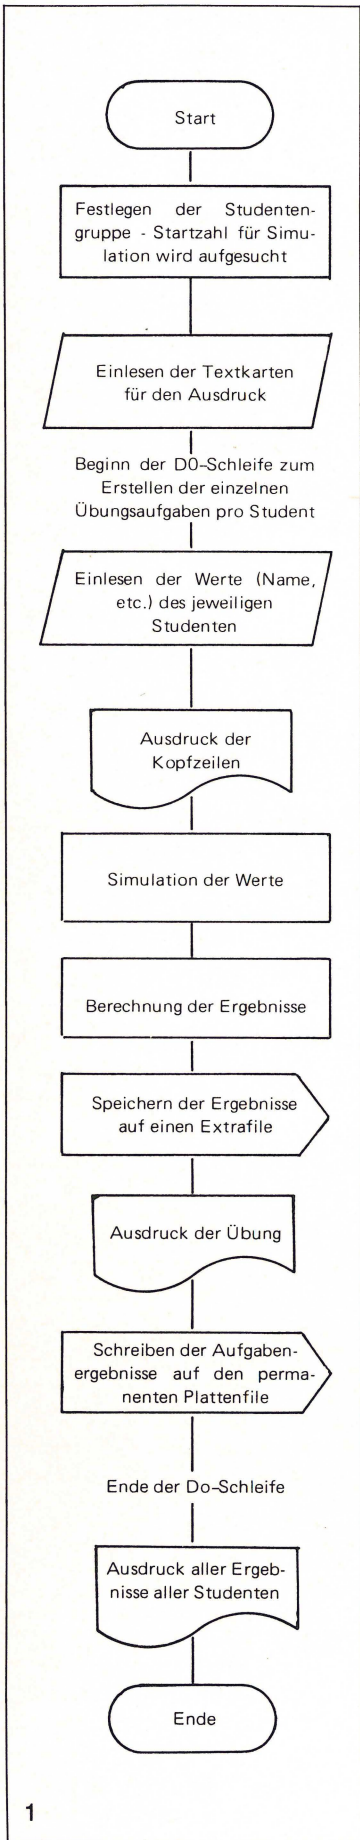 Start
Festlegen der Studenten-
gruppe - Startzahl für Simu-
lation wird aufgesucht
Einlesen der Textkarten
für den Ausdruck
Beginn der DO-Schleife zum
Erstellen der einzelnen
Übungsaufgaben pro Student
Einlesen der Werte (Name,
etc.) des jeweiligen
Studenten
Ausdruck der
Kopfzeilen
Simulation der Werte
Berechnung der Ergebnisse
Speichern der Ergebnisse
auf einen Extrafile
Ausdruck der Übung
Schreiben der Aufgaben-
ergebnisse auf den perma-
nenten Plattenfile
Ende der Do-Schleife
Ausdruck aller Ergeb-
nisse aller Studenten
Ende
1